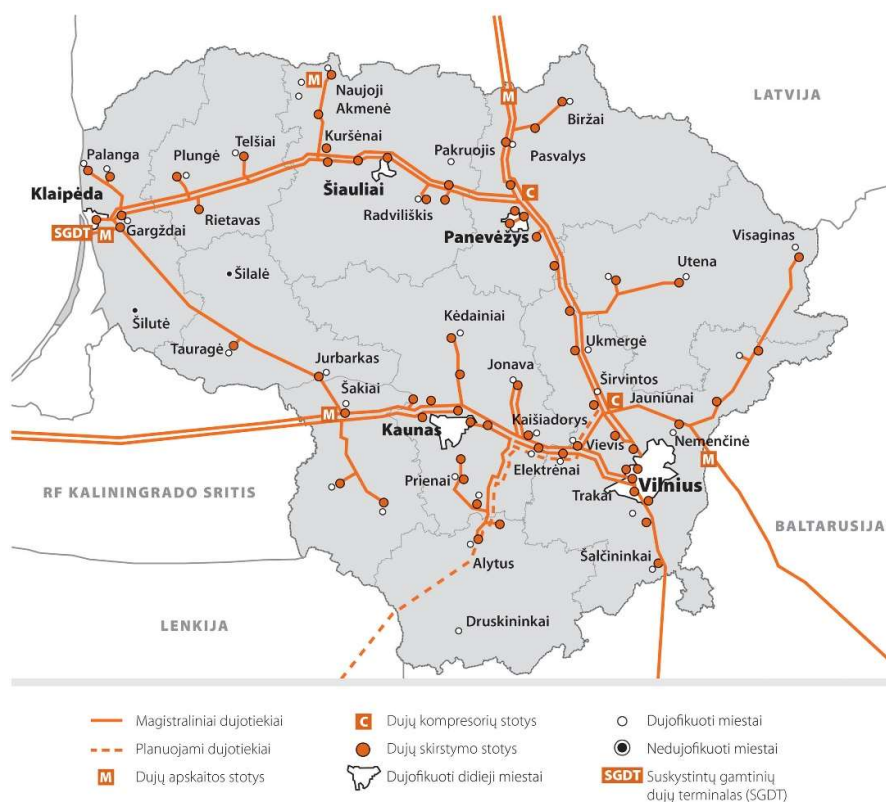 LATVIJA
M
Naujoji
Akmenė
M
Biržai
Telšiai
Kuršėnai
Pakruojis
Pasvalys
Palanga
Plungė
Klaipėda
Šiauliai
C
Rietavas
Radviliškis
SGDT
M
Gargždai
Panevėžys
Visaginas
Utena
Šilalė
Šilutė
Kėdainiai
Tauragė
Ukmergė
Jurbarkas
Jonava
Širvintos
Šakiai
C
Jauniūnai
M
Kaunas
Kaišiadorys
Vievis
Nemenčinė
M
Elektrėnai
RF KALININGRADO SRITIS
Prienai
Trakai
Vilnius
BALTARUSIJA
Alytus
Šalčininkai
LENKIJA
Druskininkai
Magistraliniai dujotiekiai
C Dujų kompresorių stotys
Dujofikuoti miestai
Planuojami dujotiekiai
Dujų skirstymo stotys
Nedujofikuoti miestai
M Dujų apskaitos stotys
Dujofikuoti didieji miestai
SGDT Suskystintų gamtinių
dujų terminalas (SGDT)